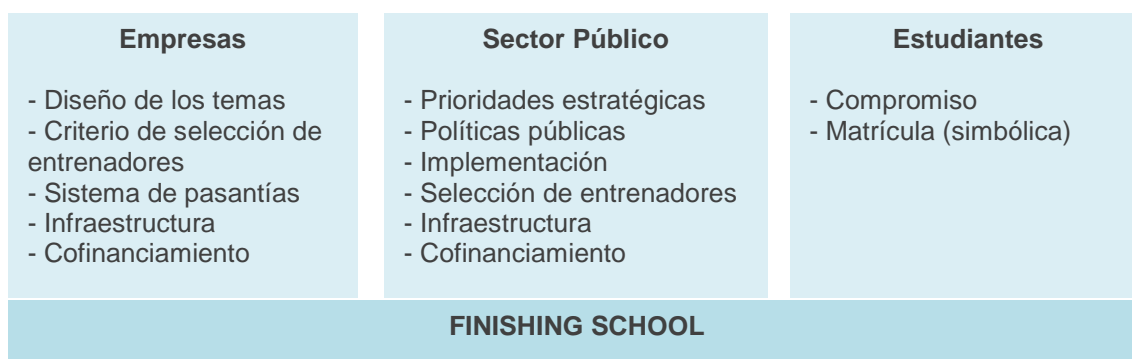 Empresas
- Diseño de los temas
- Criterio de selección de
entrenadores
- Sistema de pasantías
- Infraestructura
- Cofinanciamiento
Sector Público
- Prioridades estratégicas
- Políticas públicas
- Implementación
- Selección de entrenadores
- Infraestructura
- Cofinanciamiento
Estudiantes
- Compromiso
- Matrícula (simbólica)
FINISHING SCHOOL